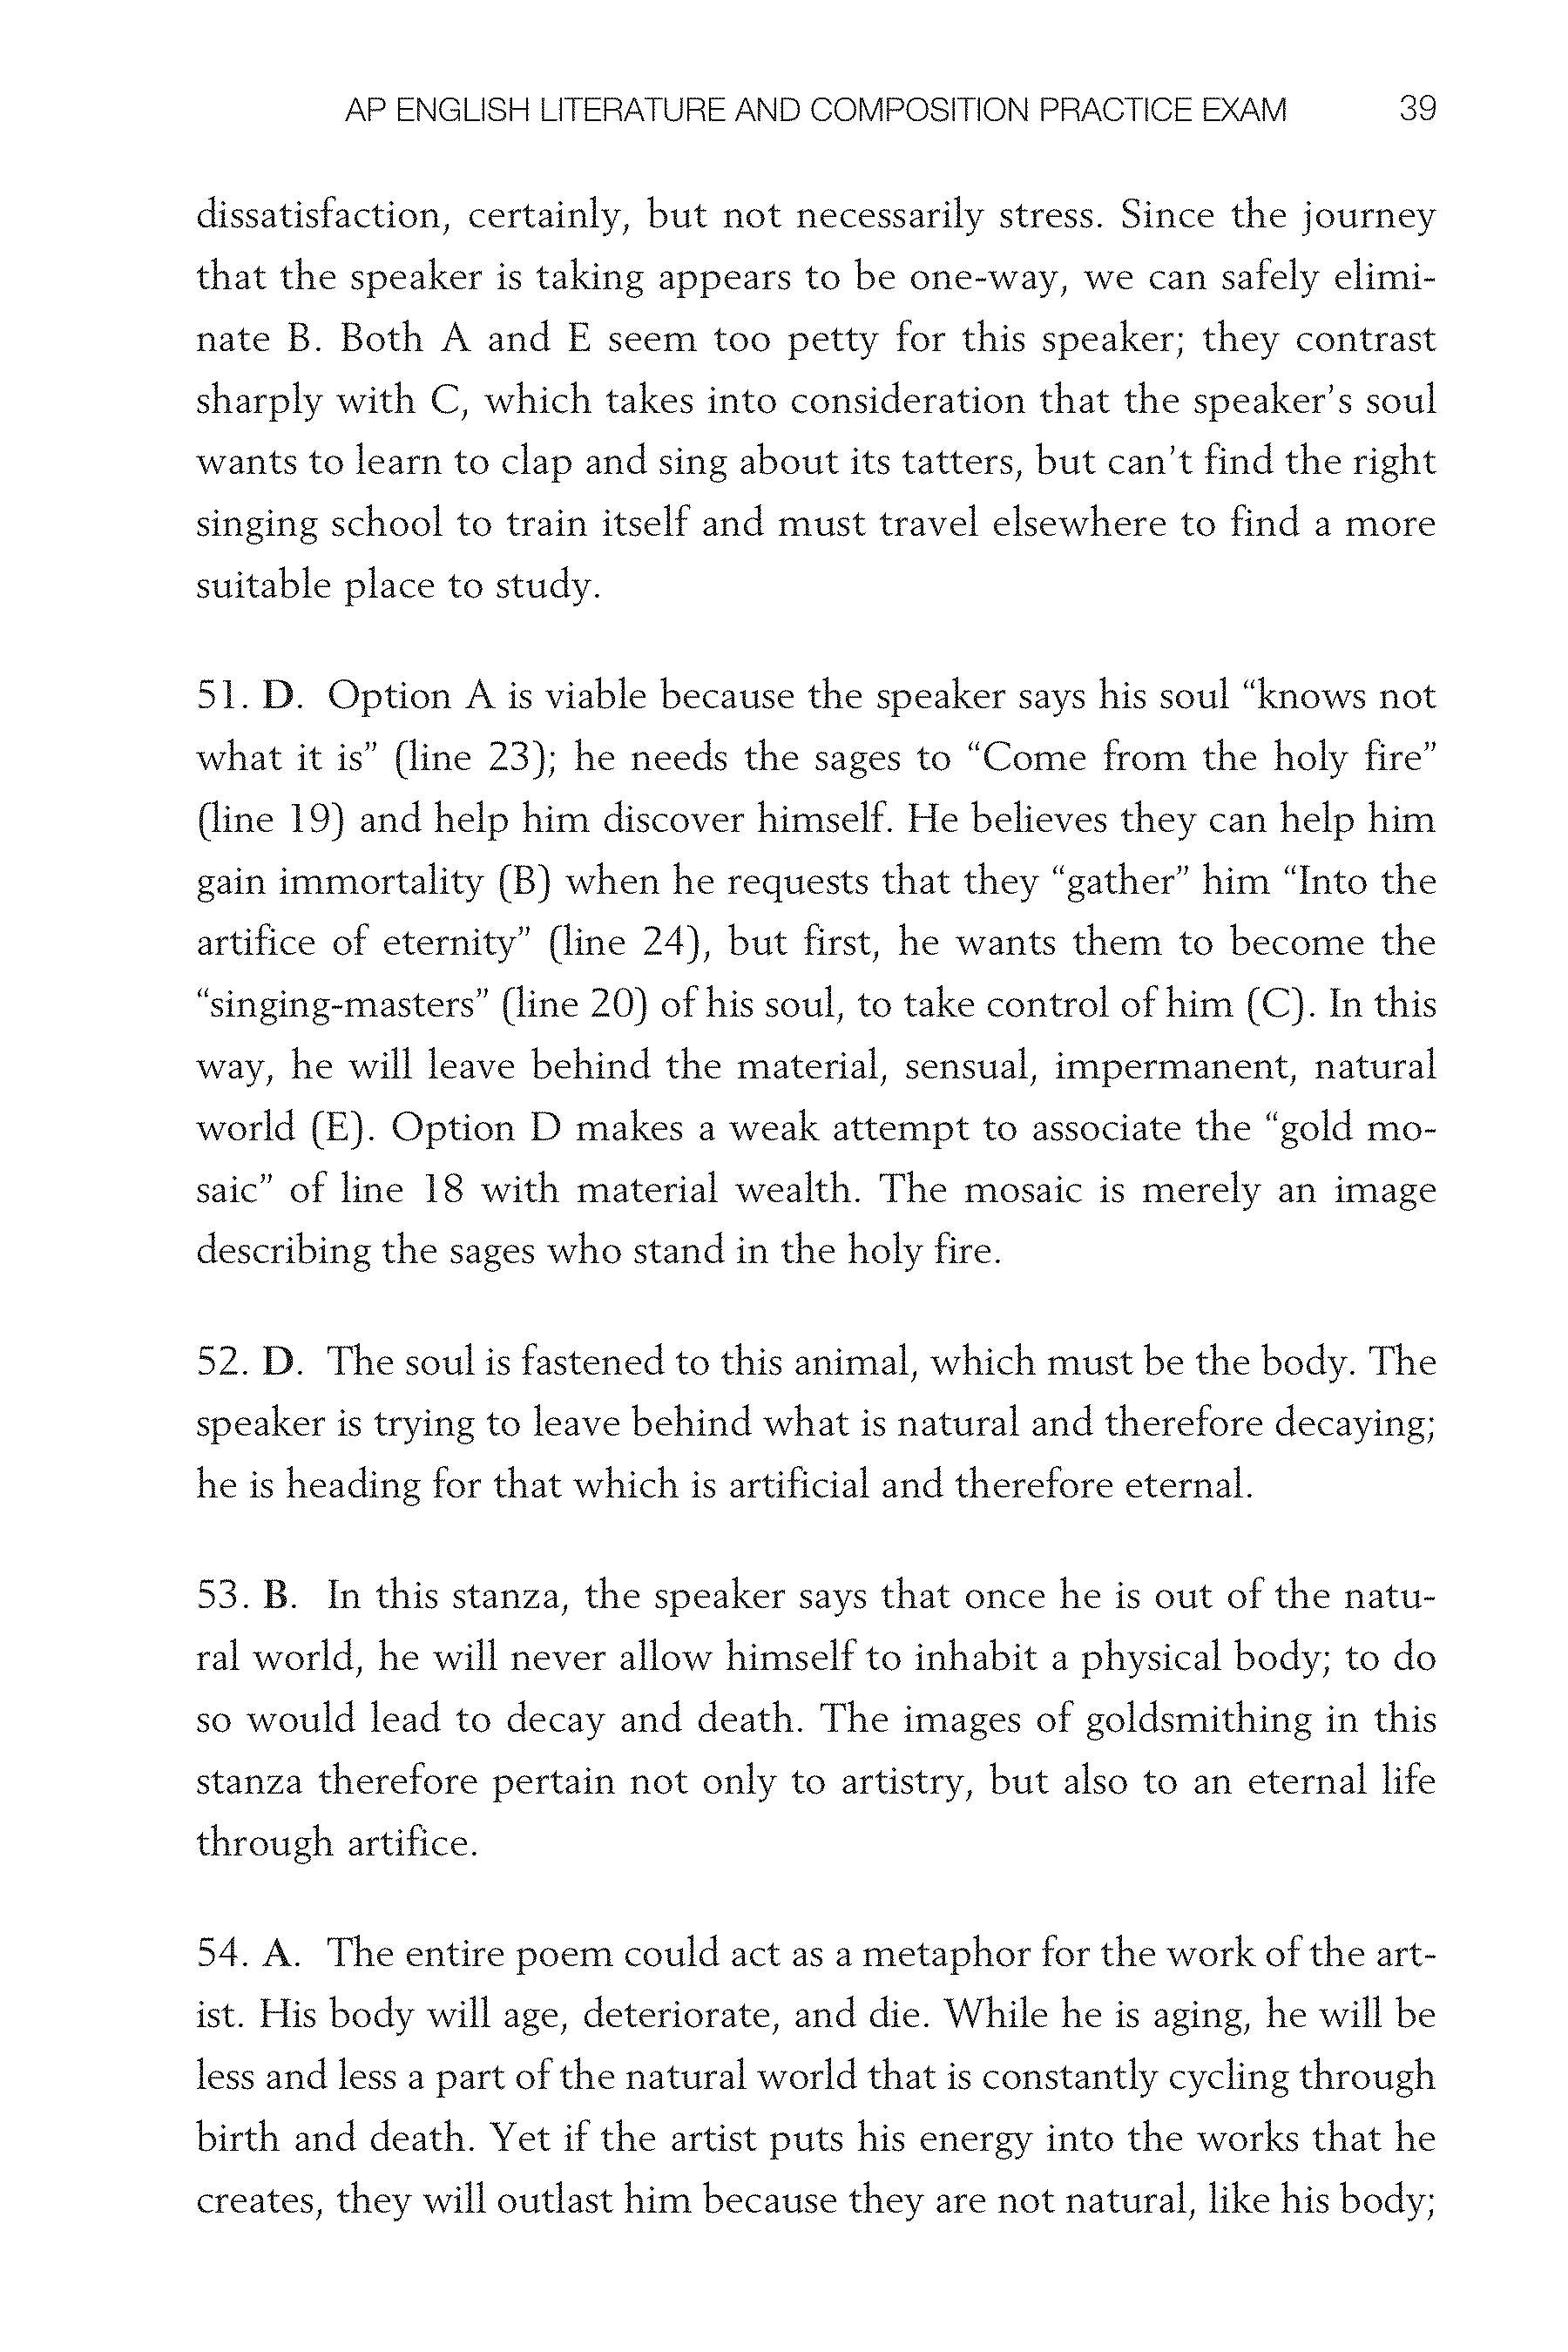 AP ENGLISH LITERATURE AND COMPOSITION PRACTICE EXAM 39
dissatisfaction, certainly, but not necessarily stress. Since the journey
that the speaker is taking appears to be one-way, we can safely elimi-
nate B. Both A and E seem too petty for this speaker; they contrast
sharply with C, which takes into consideration that the speaker’s soul
wants to learn to clap and sing about its tatters, but can’t find the right
singing school to train itself and must travel elsewhere to find a more
suitable place to study.
51. D. Option A is viable because the speaker says his soul “knows not
what it is” (line 23); he needs the sages to “Come from the holy fire”
(line 19) and help him discover himself. He believes they can help him
gain immortality (B) when he requests that they “gather” him “Into the
artifice of eternity” (line 24), but first, he wants them to become the
“singing-masters” (line 20) of his soul, to take control of him (C). In this
way, he will leave behind the material, sensual, impermanent, natural
world (E). Option D makes a weak attempt to associate the “gold mo-
saic” of line 18 with material wealth. The mosaic is merely an image
describing the sages who stand in the holy fire.
52. D. The soul is fastened to this animal, which must be the body. The
speaker is trying to leave behind what is natural and therefore decaying;
he is heading for that which is artificial and therefore eternal.
53. B. In this stanza, the speaker says that once he is out of the natu-
ral world, he will never allow himself to inhabit a physical body; to do
so would lead to decay and death. The images of goldsmithing in this
stanza therefore pertain not only to artistry, but also to an eternal life
through artifice.
54. A. The entire poem could act as a metaphor for the work of the art-
ist. His body will age, deteriorate, and die. While he is aging, he will be
less and less a part of the natural world that is constantly cycling through
birth and death. Yet if the artist puts his energy into the works that he
creates, they will outlast him because they are not natural, like his body;